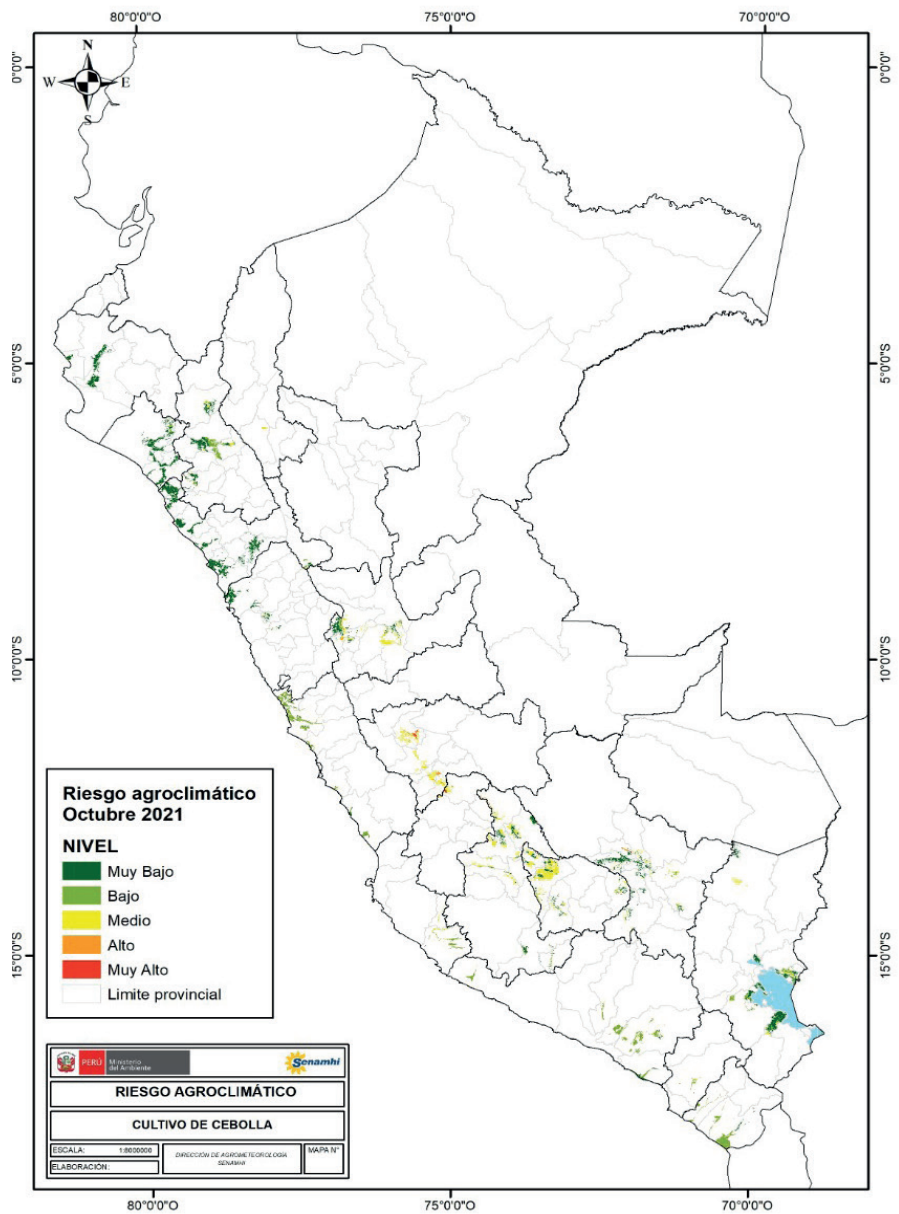 80°0'0"O 75°0'0"O 70°0'0"O
N
W E
S
0°0'0"
0°0'0"
5°0'0"S
5°0'0"S
10°0'0"S
10°0'0"S
15°0'0"S
15°0'0"S
Riesgo agroclimático
Octubre 2021
NIVEL
Muy Bajo
Bajo
Medio
Alto
Muy Alto
Limite provincial
PERÚ Ministerio
del Ambiente
Senamhi
RIESGO AGROCLIMÁTICO
CULTIVO DE CEBOLLA
ESCALA: 1:6000000
DIRECCIÓN DE AGROMETEOROLOGÍA
SENAMHI
MAPA N°
ELABORACIÓN:
80°0'0"O 75°0'0"O 70°0'0"O